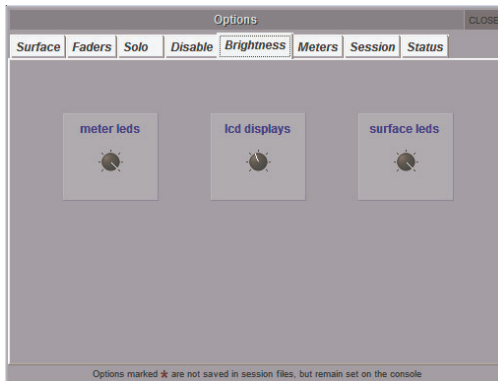 Options
CLOSE
Surface Faders Solo Disable Brightness Meters Session Status
meter leds lcd displays surface leds
Options marked * are not saved in session files, but remain set on the console